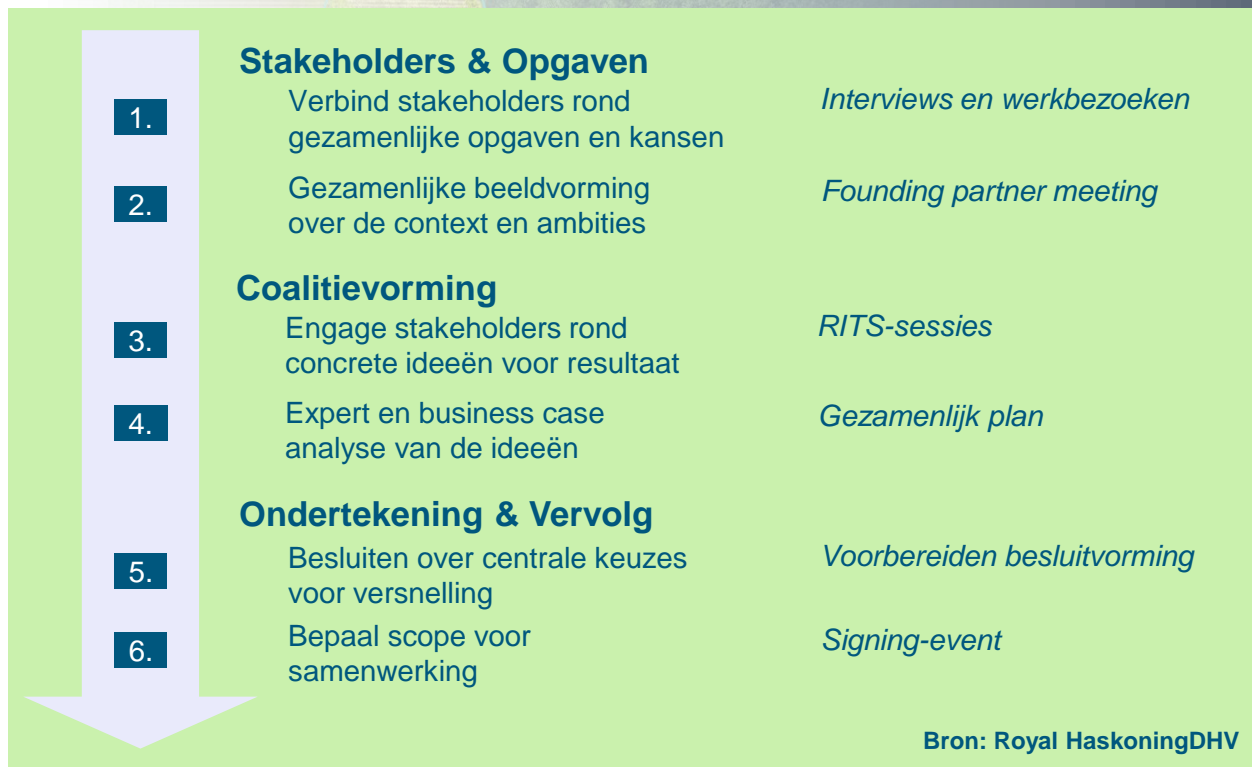 Stakeholders & Opgaven
1.
Verbind stakeholders rond
gezamenlijke opgaven en kansen
Interviews en werkbezoeken
2.
Gezamenlijke beeldvorming
over de context en ambities
Founding partner meeting
Coalitievorming
3.
Engage stakeholders rond
concrete ideeën voor resultaat
RITS-sessies
4.
Expert en business case
analyse van de ideeën
Gezamenlijk plan
Ondertekening & Vervolg
5.
Besluiten over centrale keuzes
voor versnelling
Voorbereiden besluitvorming
6.
Bepaal scope voor
samenwerking
Signing-event
Bron: Royal HaskoningDHV